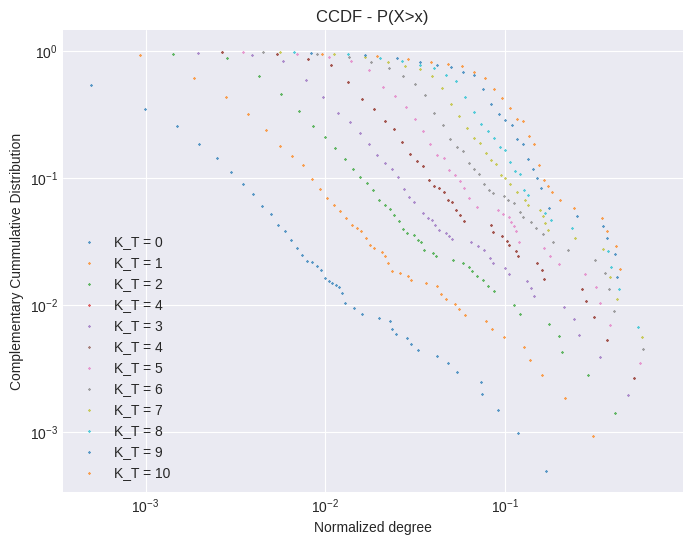 CCDF - P(X>x)
Complementary Cummulative Distribution
10⁰
10⁻¹
10⁻²
10⁻³
K_T = 0
K_T = 1
K_T = 2
K_T = 4
K_T = 3
K_T = 4
K_T = 5
K_T = 6
K_T = 7
K_T = 8
K_T = 9
K_T = 10
10⁻³ 10⁻² 10⁻¹
Normalized degree